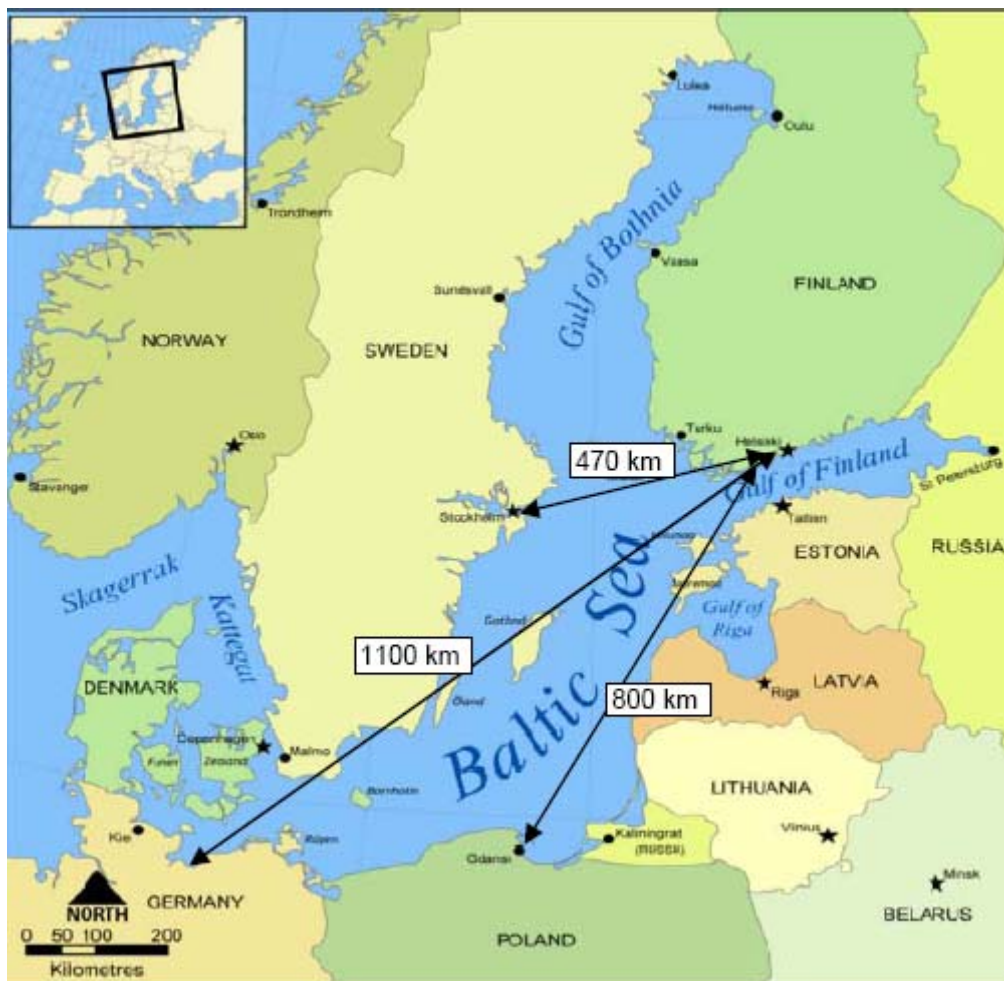 Lulea
Oulu
Trondheim
Gulf of Bothnia
Vaasa
FINLAND
Sundsvall
NORWAY
SWEDEN
Oslo
Turku
Helsinki
470 km
Gulf of Finland
St Petersburg
Stavanger
Stockholm
Tallinn
ESTONIA
RUSSIA
Skagerrak
Kattegat
Gotland
Gulf of
Riga
1100 km
DENMARK
Öland
800 km
Riga
LATVIA
Baltic Sea
Copenhagen
Malmo
Zealand
Bornholm
LITHUANIA
Kiel
Rügen
Gdansk
Kaliningrat
(RUSSIA)
Vilnius
Minsk
NORTH
GERMANY
BELARUS
0 50 100 200
Kilometres
POLAND